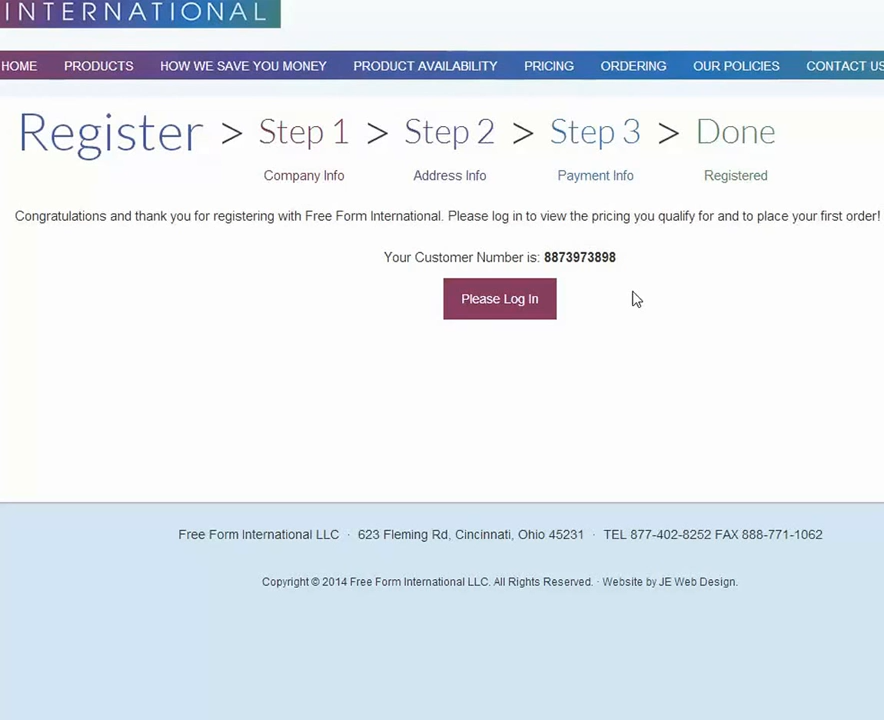 INTERNATIONAL
HOME PRODUCTS HOW WE SAVE YOU MONEY PRODUCT AVAILABILITY PRICING ORDERING OUR POLICIES CONTACT US
Register > Step 1 > Step 2 > Step 3 > Done
Company Info Address Info Payment Info Registered
Congratulations and thank you for registering with Free Form International. Please log in to view the pricing you qualify for and to place your first order!
Your Customer Number is: 8873973898
Please Log In
Free Form International LLC · 623 Fleming Rd, Cincinnati, Ohio 45231 · TEL 877-402-8252 FAX 888-771-1062
Copyright © 2014 Free Form International LLC. All Rights Reserved. · Website by JE Web Design.